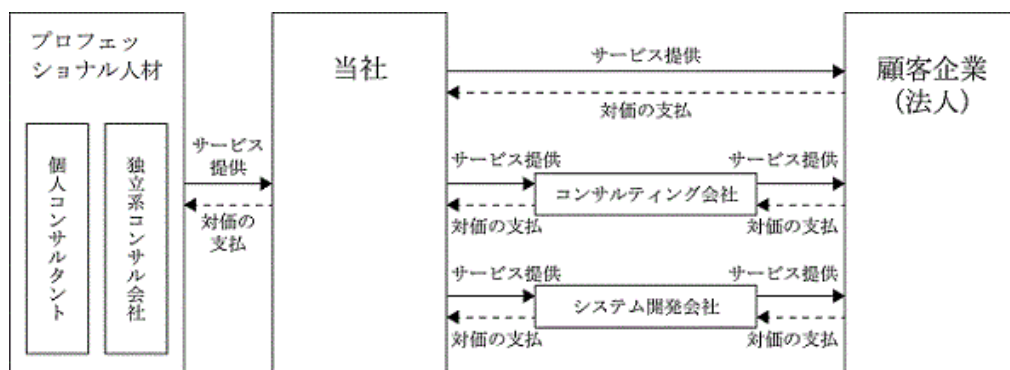 プロフェッ
ショナル人材
個人コンサルタント
独立系コンサル会社
サービス
提供
対価の
支払
当社
サービス提供
対価の支払
サービス提供
サービス提供
コンサルティング会社
対価の支払
対価の支払
サービス提供
サービス提供
システム開発会社
対価の支払
対価の支払
顧客企業
(法人)